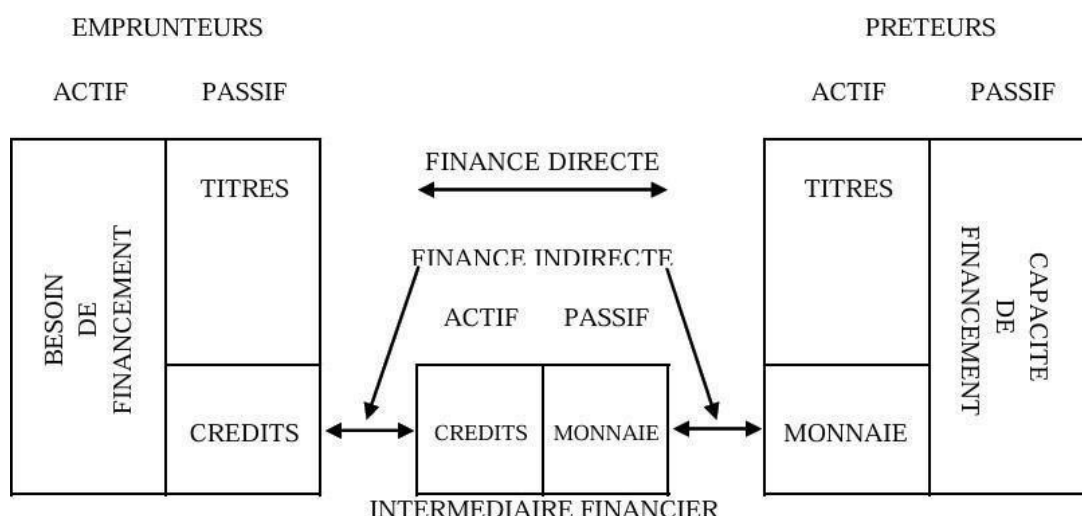 EMPRUNTEURS
PRETEURS
ACTIF PASSIF
ACTIF PASSIF
BESOIN
DE
FINANCEMENT
TITRES
CREDITS
FINANCE DIRECTE
FINANCE INDIRECTE
ACTIF PASSIF
CREDITS MONNAIE
INTERMEDIAIRE FINANCIER
TITRES
MONNAIE
CAPACITE
DE
FINANCEMENT